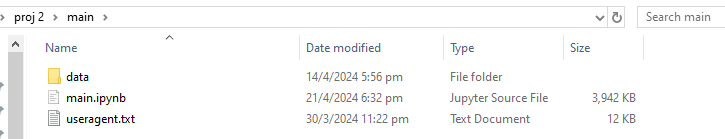 proj 2 > main > Search main
Name Date modified Type Size
data 14/4/2024 5:56 pm File folder
main.ipynb 21/4/2024 6:32 pm Jupyter Source File 3,942 KB
useragent.txt 30/3/2024 11:22 pm Text Document 12 KB